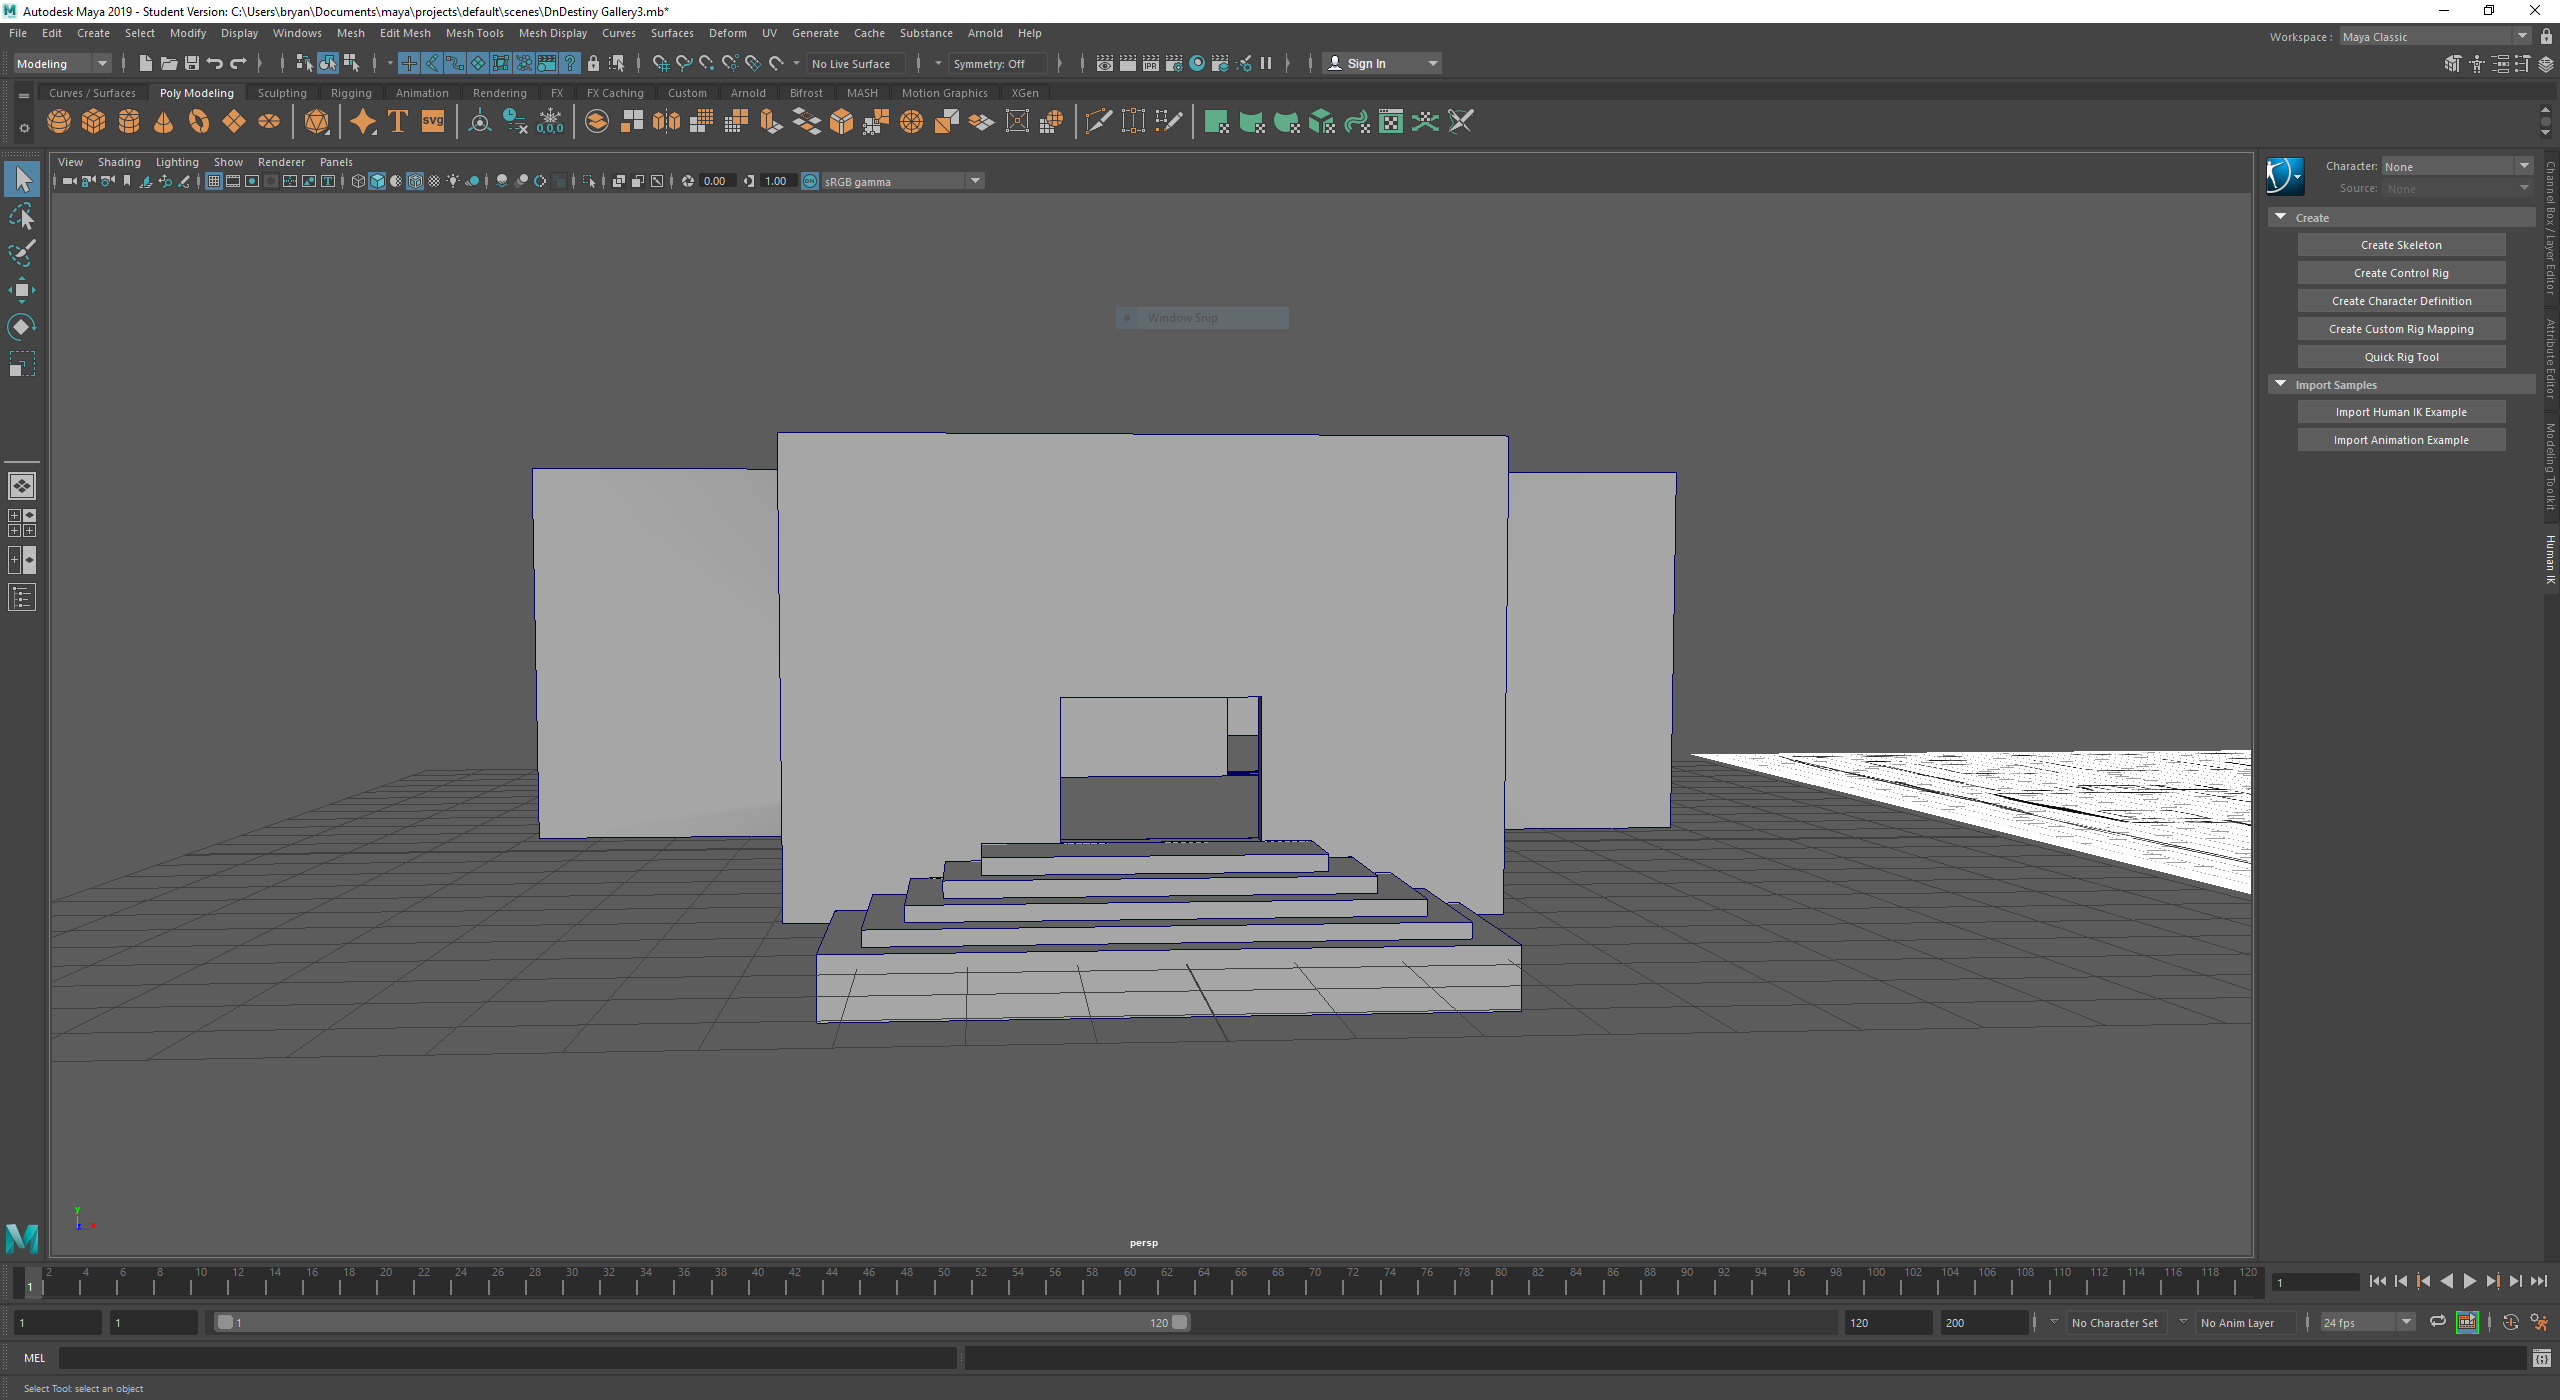 Autodesk Maya 2019 - Student Version: C:\Users\bryan\Documents\maya\projects\default\scenes\DnDestiny Gallery3.mb*
File Edit Create Select Modify Display Windows Mesh Edit Mesh Mesh Tools Mesh Display Curves Surfaces Deform UV Generate Cache Substance Arnold Help
Workspace : Maya Classic
Modeling No Live Surface Symmetry: Off Sign In
IPR
Curves / Surfaces Poly Modeling Sculpting Rigging Animation Rendering FX FX Caching Custom Arnold Bifrost MASH Motion Graphics XGen
T svg 0,0,0
View Shading Lighting Show Renderer Panels
0.00 1.00 ON sRGB gamma
Character: None
Source: None
Create
Create Skeleton
Create Control Rig
Create Character Definition
Create Custom Rig Mapping
Quick Rig Tool
Import Samples
Import Human IK Example
Import Animation Example
Channel Box / Layer Editor
Attribute Editor
Modeling Toolkit
Human IK
Window Snip
y
z x
persp
1 2 4 6 8 10 12 14 16 18 20 22 24 26 28 30 32 34 36 38 40 42 44 46 48 50 52 54 56 58 60 62 64 66 68 70 72 74 76 78 80 82 84 86 88 90 92 94 96 98 100 102 104 106 108 110 112 114 116 118 120 1
1 1 1 120 120 200 No Character Set No Anim Layer 24 fps
MEL
Select Tool: select an object